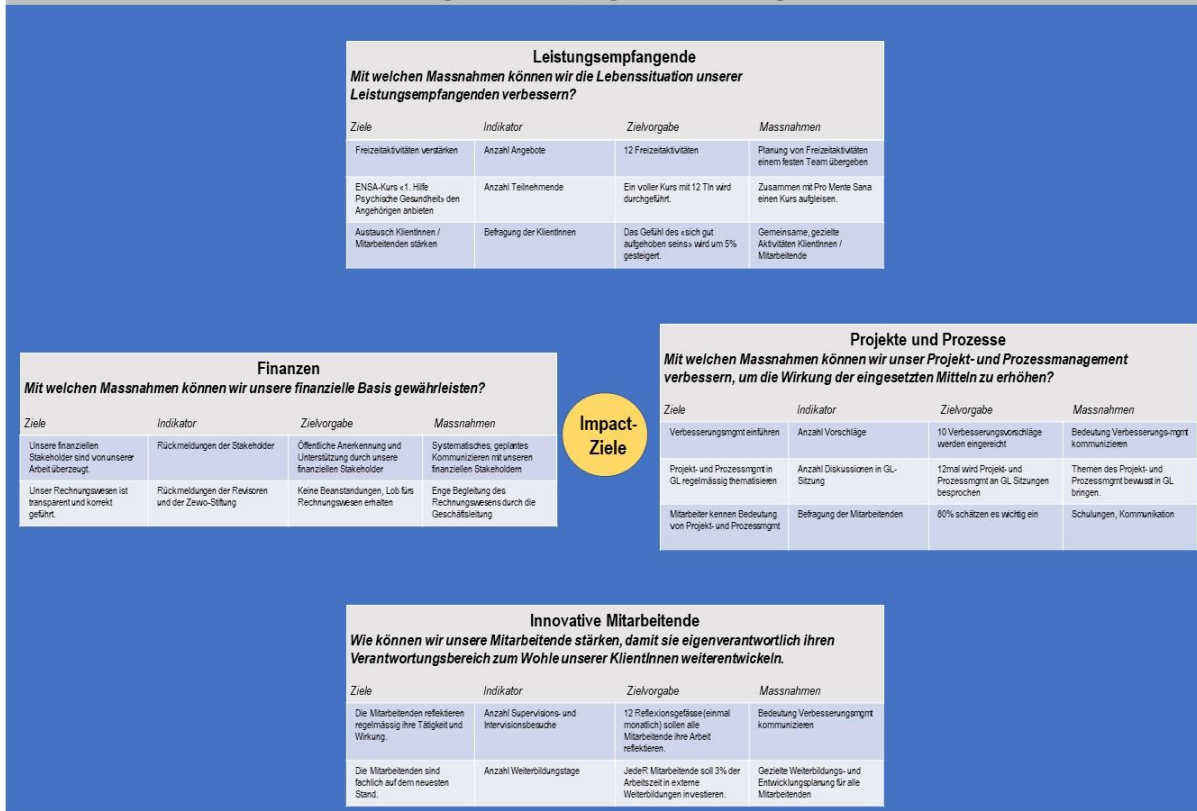 Leistungsempfangende
Mit welchen Massnahmen können wir die Lebenssituation unserer
Leistungsempfangenden verbessern?
Ziele Indikator Zielvorgabe Massnahmen
Freizeitaktivitäten verstärken Anzahl Angebote 12 Freizeitaktivitäten Planung von Freizeitaktivitäten
einem festen Team übergeben
ENSA-Kurs «1. Hilfe Anzahl Teilnehmende Ein voller Kurs mit 12 Tln wird Zusammen mit Pro Mente Sana
Psychische Gesundheit» den durchgeführt. einen Kurs aufgleisen.
Angehörigen anbieten
Austausch KlientInnen / Befragung der KlientInnen Das Gefühl des «sich gut Gemeinsame, gezielte
Mitarbeitenden stärken aufgehoben seins» wird um 5% Aktivitäten KlientInnen /
gesteigert. Mitarbeitende
Finanzen
Mit welchen Massnahmen können wir unsere finanzielle Basis gewährleisten?
Ziele Indikator Zielvorgabe Massnahmen
Unsere finanziellen Rückmeldungen der Stakeholder Öffentliche Anerkennung und Systematisches, geplantes
Stakeholder sind von unserer Unterstützung durch unsere Kommunizieren mit unseren
Arbeit überzeugt. finanziellen Stakeholder finanziellen Stakeholdern
Unser Rechnungswesen ist Rückmeldungen der Revisoren Keine Beanstandungen, Lob fürs Enge Begleitung des
transparent und korrekt und der Zewo-Stiftung Rechnungswesen erhalten Rechnungswesens durch die
geführt. Geschäftsleitung
Impact-
Ziele
Projekte und Prozesse
Mit welchen Massnahmen können wir unser Projekt- und Prozessmanagement
verbessern, um die Wirkung der eingesetzten Mitteln zu erhöhen?
Ziele Indikator Zielvorgabe Massnahmen
Verbesserungsmgmt einführen Anzahl Vorschläge 10 Verbesserungsvorschläge Bedeutung Verbesserungs-mgmt
werden eingereicht kommunizieren
Projekt- und Prozessmgmt in Anzahl Diskussionen in GL- 12mal wird Projekt- und Themen des Projekt- und
GL regelmässig thematisieren Sitzung Prozessmgmt an GL Sitzungen Prozessmgmt bewusst in GL
besprochen bringen.
Mitarbeiter kennen Bedeutung Befragung der Mitarbeitenden 80% schätzen es wichtig ein Schulungen, Kommunikation
von Projekt- und Prozessmgmt
Innovative Mitarbeitende
Wie können wir unsere Mitarbeitende stärken, damit sie eigenverantwortlich ihren
Verantwortungsbereich zum Wohle unserer KlientInnen weiterentwickeln.
Ziele Indikator Zielvorgabe Massnahmen
Die Mitarbeitenden reflektieren Anzahl Supervisions- und 12 Reflexionsgefässe (einmal Bedeutung Verbesserungmgmt
regelmässig ihre Tätigkeit und Intervisionsbesuche monatlich) sollen alle kommunizieren
Wirkung. Mitarbeitende ihre Arbeit
reflektieren.
Die Mitarbeitenden sind Anzahl Weiterbildungstage JedeR Mitarbeitende soll 3% der Gezielte Weiterbildungs- und
fachlich auf dem neuesten Arbeitszeit in externe Entwicklungsplanung für alle
Stand. Weiterbildungen investieren. Mitarbeitenden